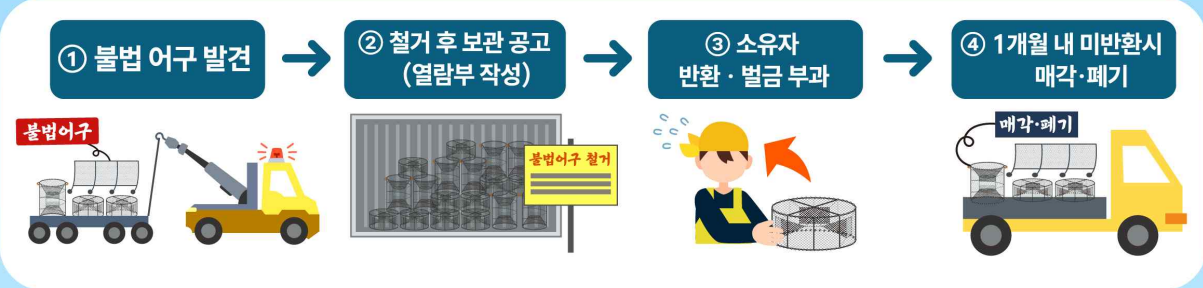 ① 불법 어구 발견
② 철거 후 보관 공고
(열람부 작성)
③ 소유자
반환 · 벌금 부과
④ 1개월 내 미반환시
매각·폐기
불법어구
불법어구 철거
매각·폐기